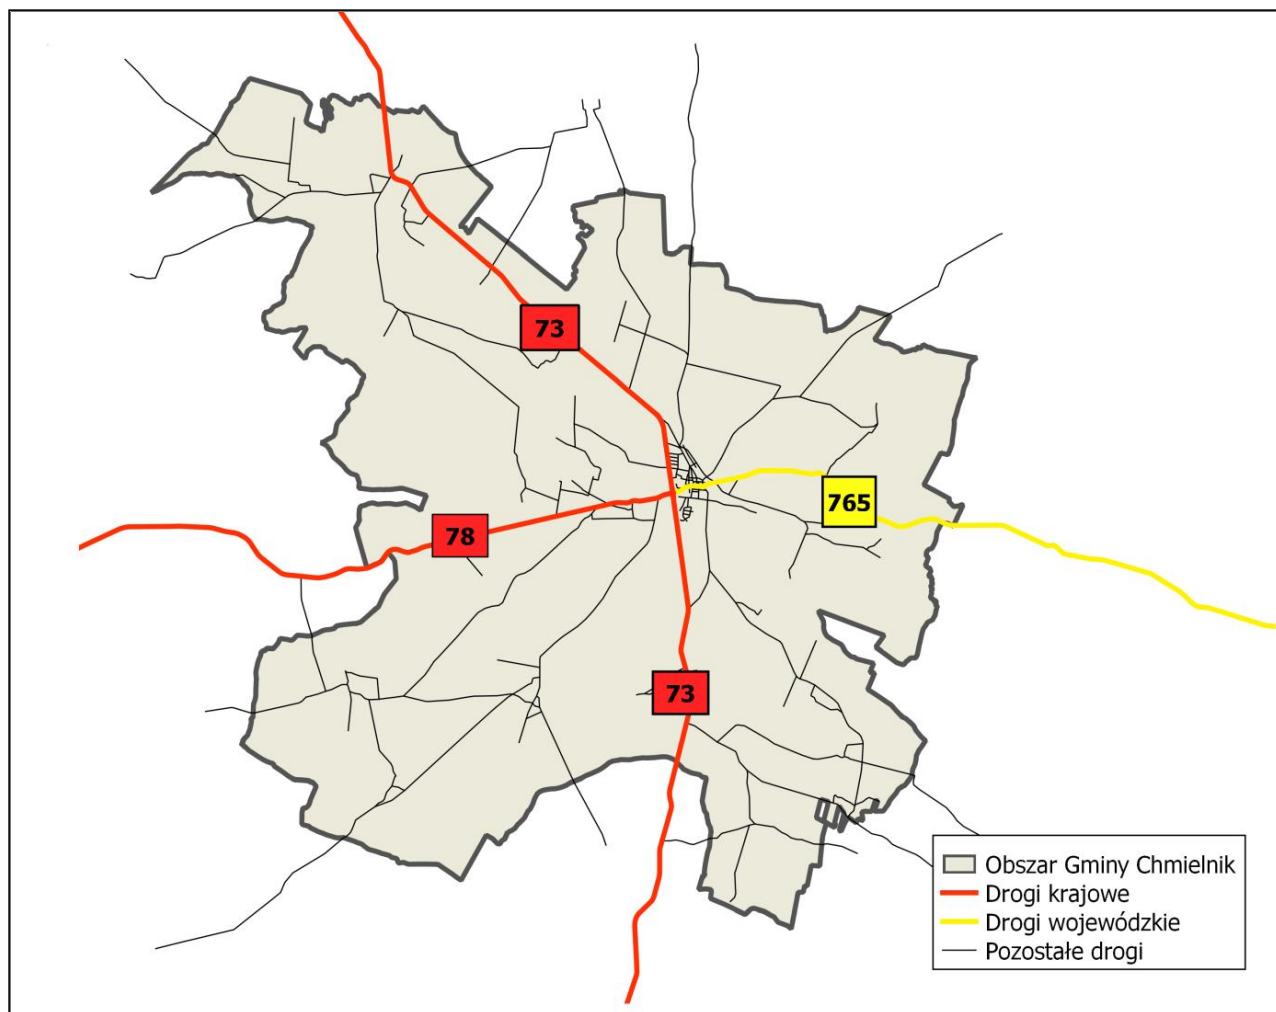 73
765
78
73
Obszar Gminy Chmielnik
Drogi krajowe
Drogi wojewódzkie
Pozostałe drogi